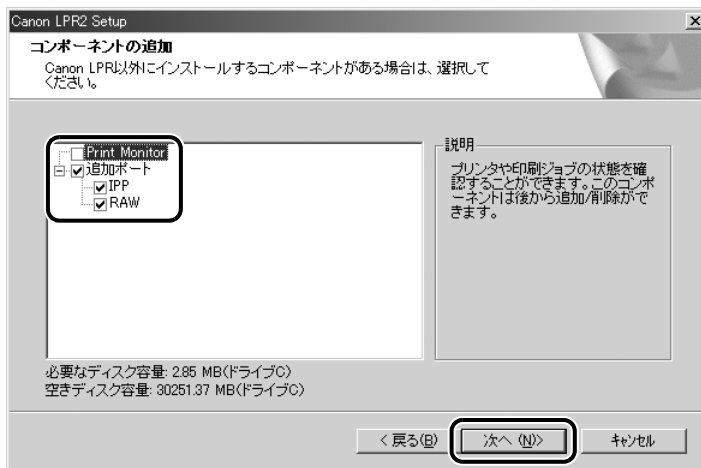 Canon LPR2 Setup
コンポーネントの追加
Canon LPR以外にインストールするコンポーネントがある場合は、選択して
ください。
Print Monitor
追加ポート
IPP
RAW
説明
プリンタや印刷ジョブの状態を確
認することができます。このコンポ
ーネントは後から追加/削除がで
きます。
必要なディスク容量: 2.85 MB(ドライブC)
空きディスク容量: 30251.37 MB(ドライブC)
< 戻る(B)
次へ (N)>
キャンセル